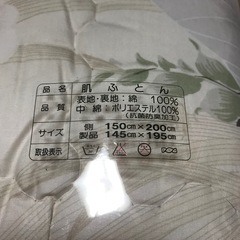 品名 肌ふとん
表地・裏地:綿 100%
品質 中綿:ポリエステル100%
(抗菌防臭加工)
サイズ 側 150cm×200cm
製品 145cm×195cm
取扱表示